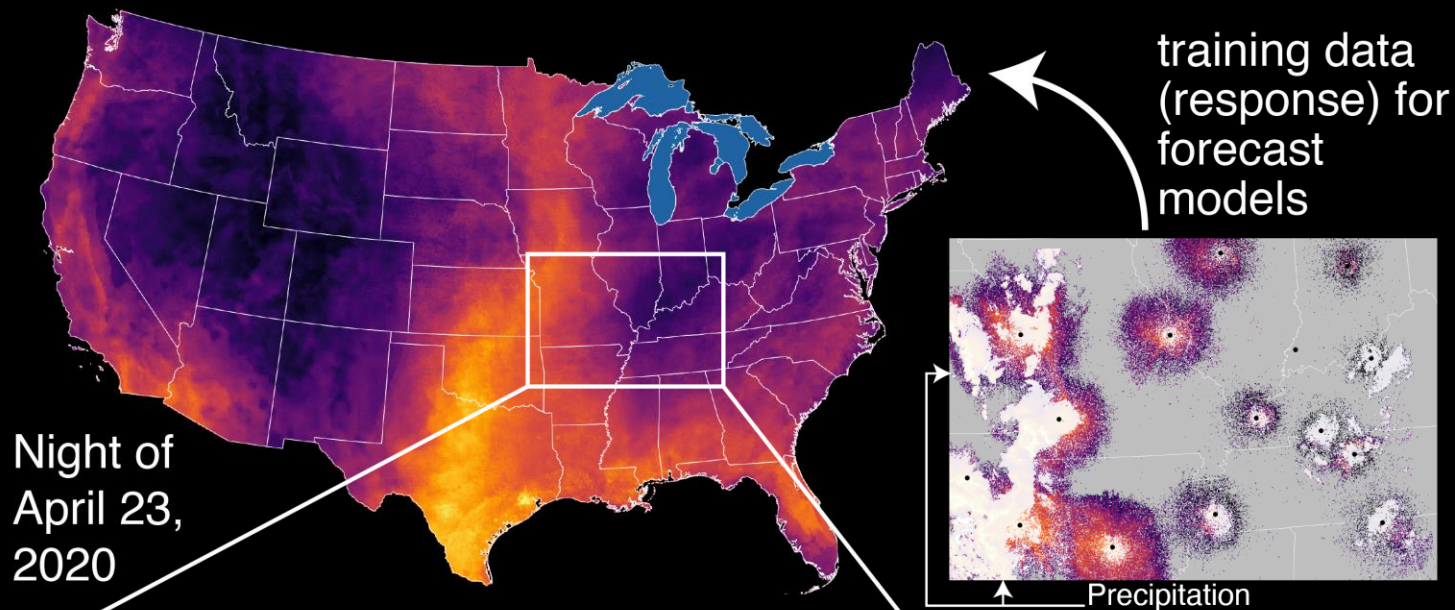 training data
(response) for
forecast
models
Night of
April 23,
2020
Precipitation